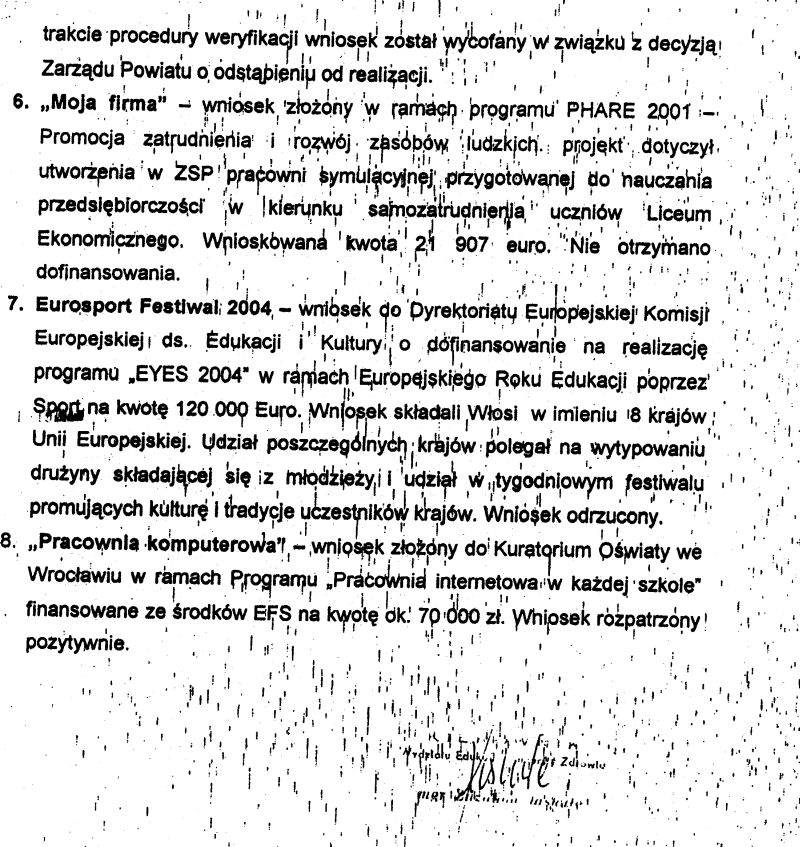 trakcie procedury weryfikacji wniosek został wycofany w związku z decyzją
Zarządu Powiatu o odstąpieniu od realizacji.
6. „Moja firma" – wniosek złożony w ramach programu PHARE 2001 –
Promocja zatrudnienia i rozwój zasobów ludzkich. projekt dotyczył
utworzenia w ZSP pracowni symulacyjnej przygotowanej do nauczania
przedsiębiorczości w kierunku samozatrudnienia uczniów Liceum
Ekonomicznego. Wnioskowana kwota 21 907 euro. Nie otrzymano
dofinansowania.
7. Eurosport Festiwal 2004 – wniosek do Dyrektoriatu Europejskiej Komisji
Europejskiej ds. Edukacji i Kultury o dofinansowanie na realizację
programu „EYES 2004" w ramach Europejskiego Roku Edukacji poprzez
Sport na kwotę 120 000 Euro. Wniosek składali Włosi w imieniu 8 krajów
Unii Europejskiej. Udział poszczególnych krajów polegał na wytypowaniu
drużyny składającej się z młodzieży i udział w tygodniowym festiwalu
promujących kulturę i tradycje uczestników krajów. Wniosek odrzucony.
8. „Pracownia komputerowa" – wniosek złożony do Kuratorium Oświaty we
Wrocławiu w ramach Programu „Pracownia internetowa w każdej szkole"
finansowane ze środków EFS na kwotę ok. 70 000 zł. Wniosek rozpatrzony
pozytywnie.
Wydziału Zdrowia
mgr